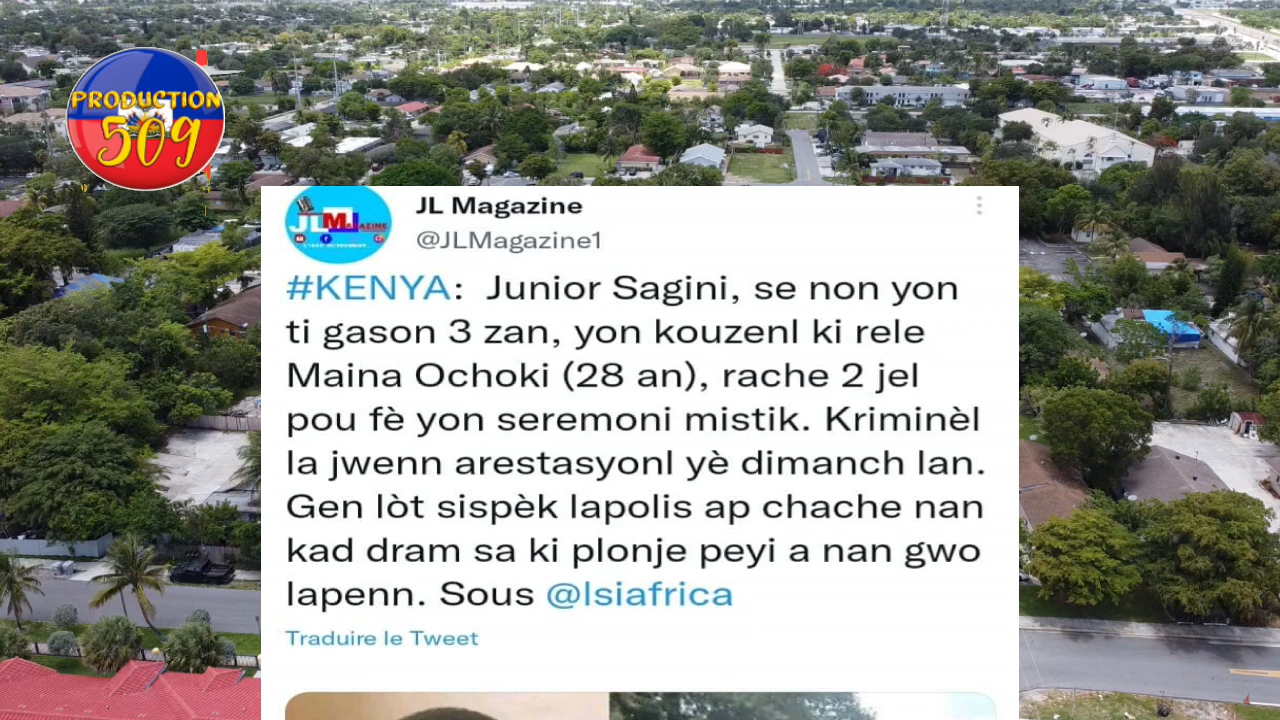 PRODUCTION
509
JLMAGAZINE
JL Magazine
@JLMagazine1
#KENYA: Junior Sagini, se non yon
ti gason 3 zan, yon kouzenl ki rele
Maina Ochoki (28 an), rache 2 jel
pou fè yon seremoni mistik. Kriminèl
la jwenn arestasyonl yè dimanch lan.
Gen lòt sispèk lapolis ap chache nan
kad dram sa ki plonje peyi a nan gwo
lapenn. Sous @lsiafrica
Traduire le Tweet